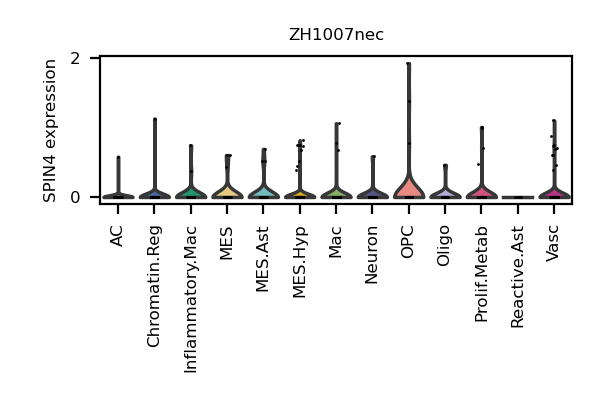 ZH1007nec
SPIN4 expression
2
0
AC
Chromatin.Reg
Inflammatory.Mac
MES
MES.Ast
MES.Hyp
Mac
Neuron
OPC
Oligo
Prolif.Metab
Reactive.Ast
Vasc